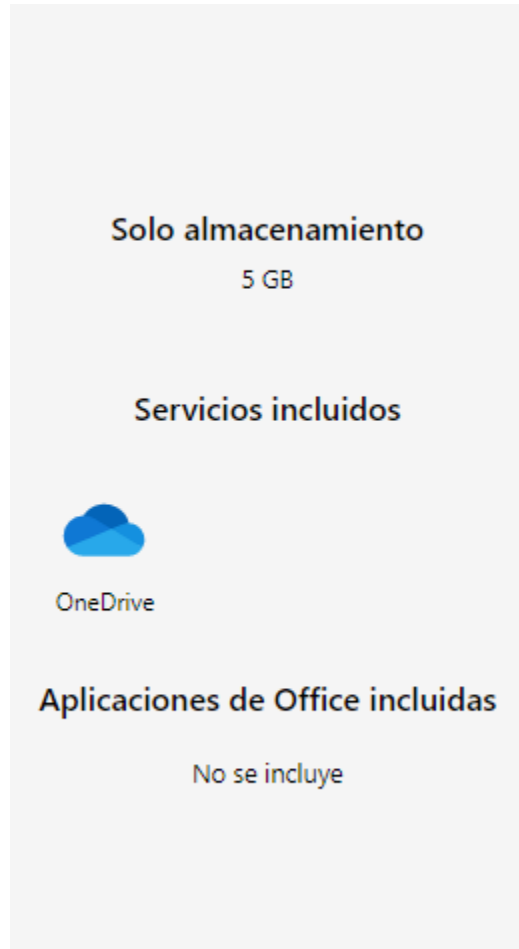 Solo almacenamiento
5 GB
Servicios incluidos
OneDrive
Aplicaciones de Office incluidas
No se incluye